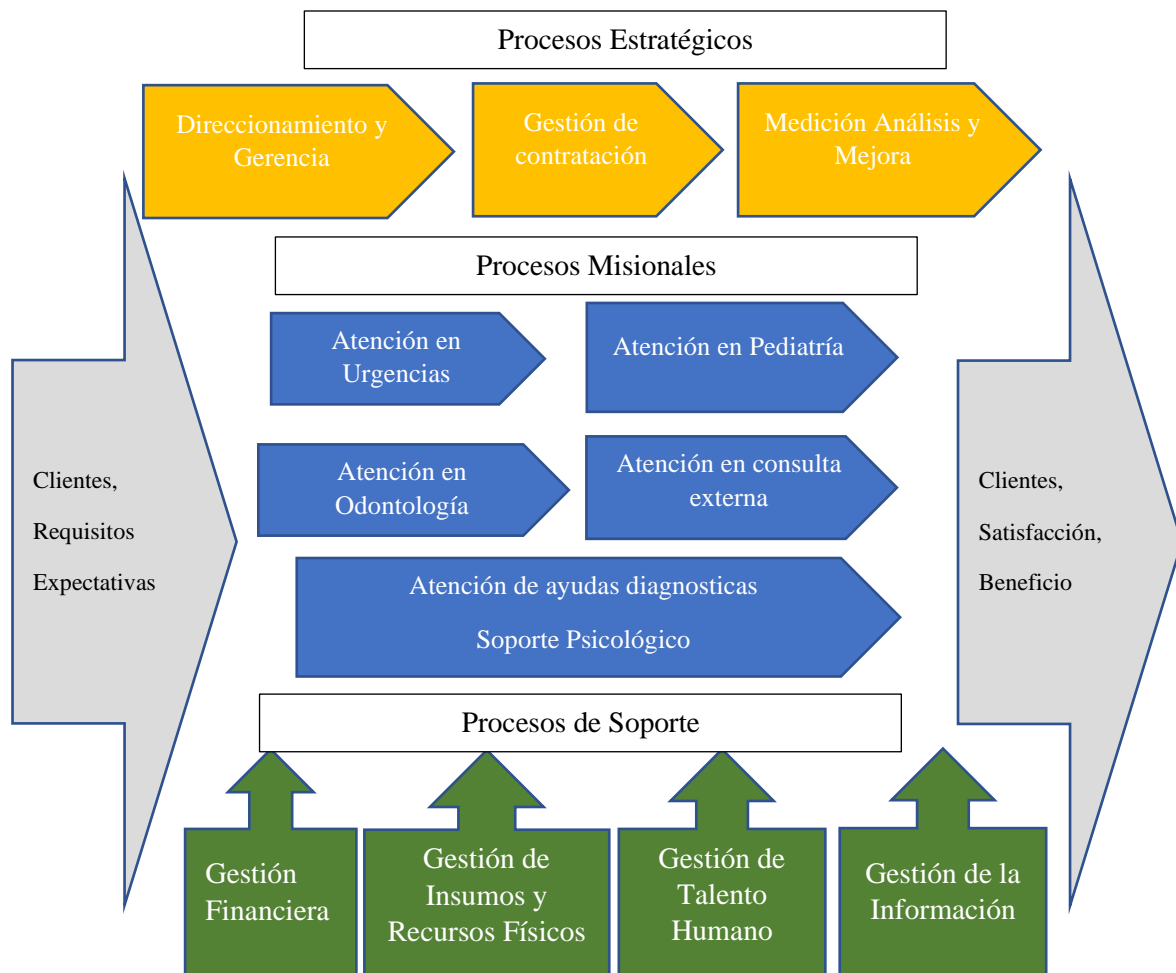 Procesos Estratégicos
Direccionamiento y
Gerencia
Gestión de
contratación
Medición Análisis y
Mejora
Procesos Misionales
Atención en
Urgencias
Atención en Pediatría
Atención en
Odontología
Atención en consulta
externa
Atención de ayudas diagnosticas
Soporte Psicológico
Clientes,
Requisitos
Expectativas
Clientes,
Satisfacción,
Beneficio
Procesos de Soporte
Gestión
Financiera
Gestión de
Insumos y
Recursos Físicos
Gestión de
Talento
Humano
Gestión de la
Información